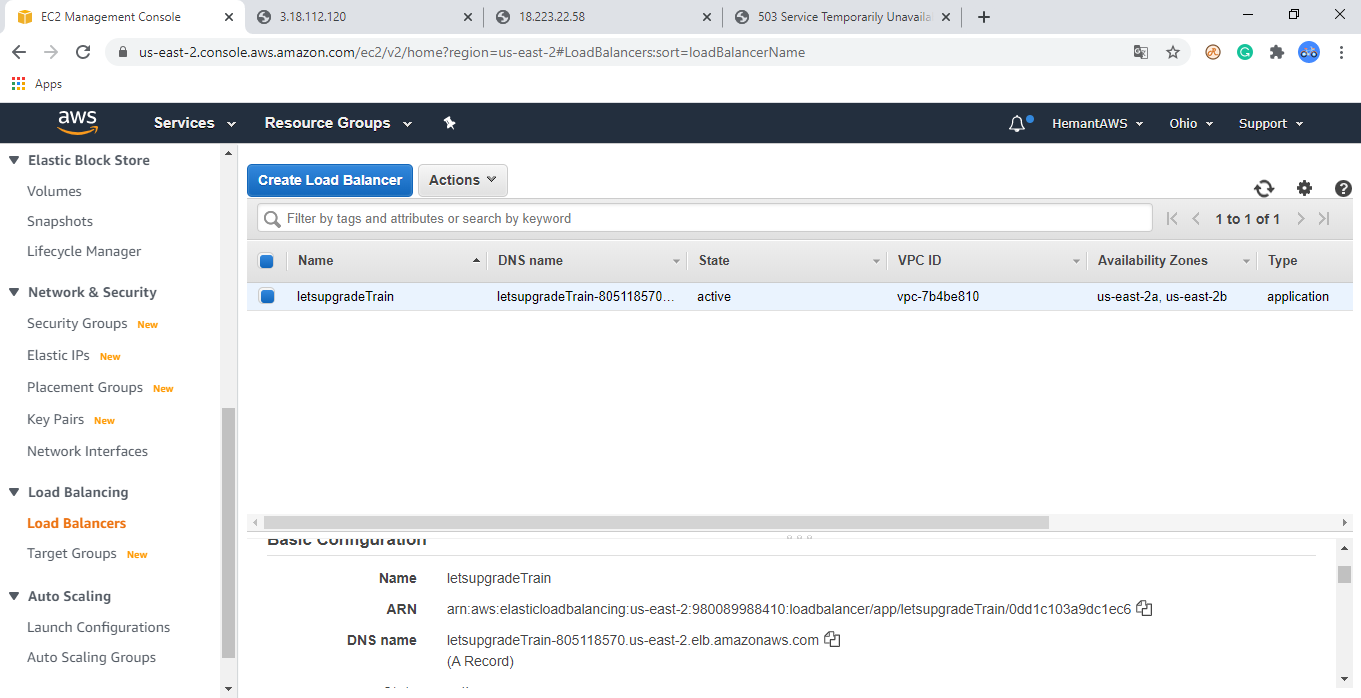 EC2 Management Console
3.18.112.120
18.223.22.58
503 Service Temporarily Unavaila
us-east-2.console.aws.amazon.com/ec2/v2/home?region=us-east-2#LoadBalancers:sort=loadBalancerName
Apps
aws Services Resource Groups HemantAWS Ohio Support
Elastic Block Store
Volumes
Snapshots
Lifecycle Manager
Network & Security
Security Groups New
Elastic IPs New
Placement Groups New
Key Pairs New
Network Interfaces
Load Balancing
Load Balancers
Target Groups New
Auto Scaling
Launch Configurations
Auto Scaling Groups
Create Load Balancer Actions
Filter by tags and attributes or search by keyword 1 to 1 of 1
Name DNS name State VPC ID Availability Zones Type
letsupgradeTrain letsupgradeTrain-805118570... active vpc-7b4be810 us-east-2a, us-east-2b application
Basic Configuration
Name letsupgradeTrain
ARN arn:aws:elasticloadbalancing:us-east-2:980089988410:loadbalancer/app/letsupgradeTrain/0dd1c103a9dc1ec6
DNS name letsupgradeTrain-805118570.us-east-2.elb.amazonaws.com
(A Record)